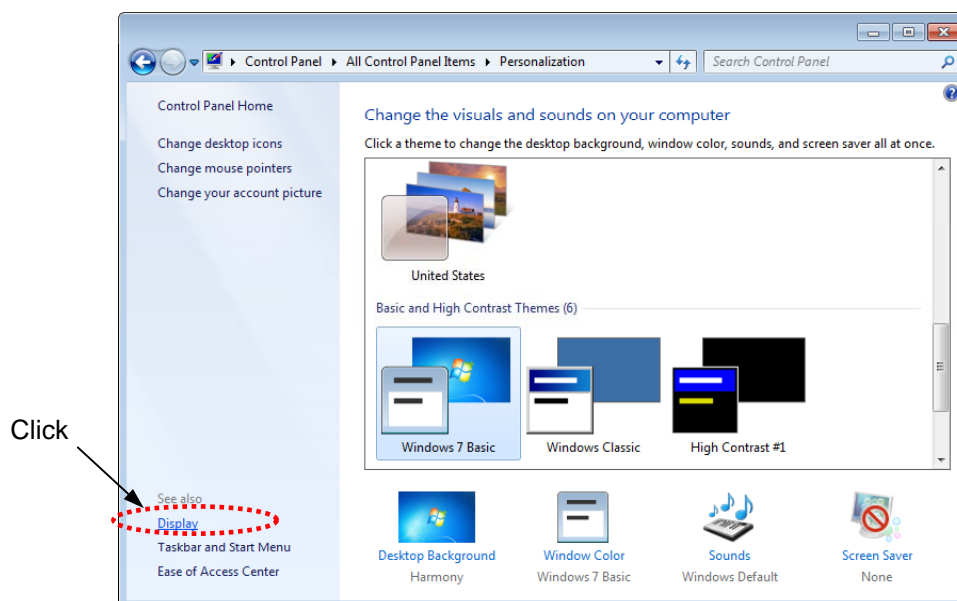 Control Panel ▸ All Control Panel Items ▸ Personalization
Search Control Panel
Control Panel Home
Change desktop icons
Change mouse pointers
Change your account picture
Change the visuals and sounds on your computer
Click a theme to change the desktop background, window color, sounds, and screen saver all at once.
United States
Basic and High Contrast Themes (6)
Windows 7 Basic
Windows Classic
High Contrast #1
Click
See also
Display
Taskbar and Start Menu
Ease of Access Center
Desktop Background
Harmony
Window Color
Windows 7 Basic
Sounds
Windows Default
Screen Saver
None